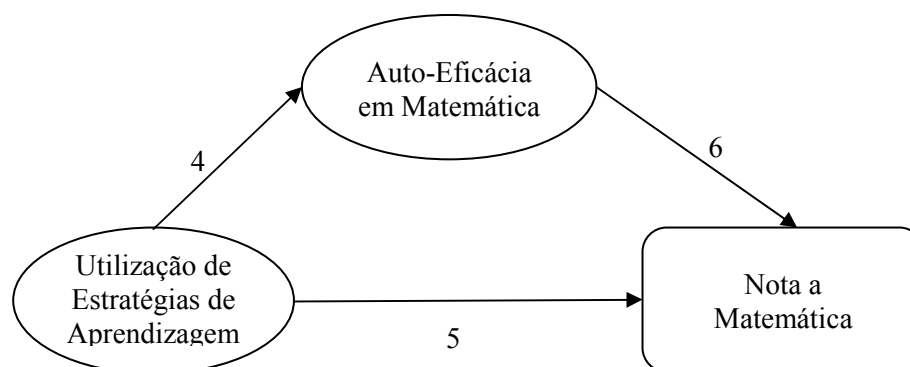 Auto-Eficácia
em Matemática
4
6
Utilização de
Estratégias de
Aprendizagem
Nota a
Matemática
5